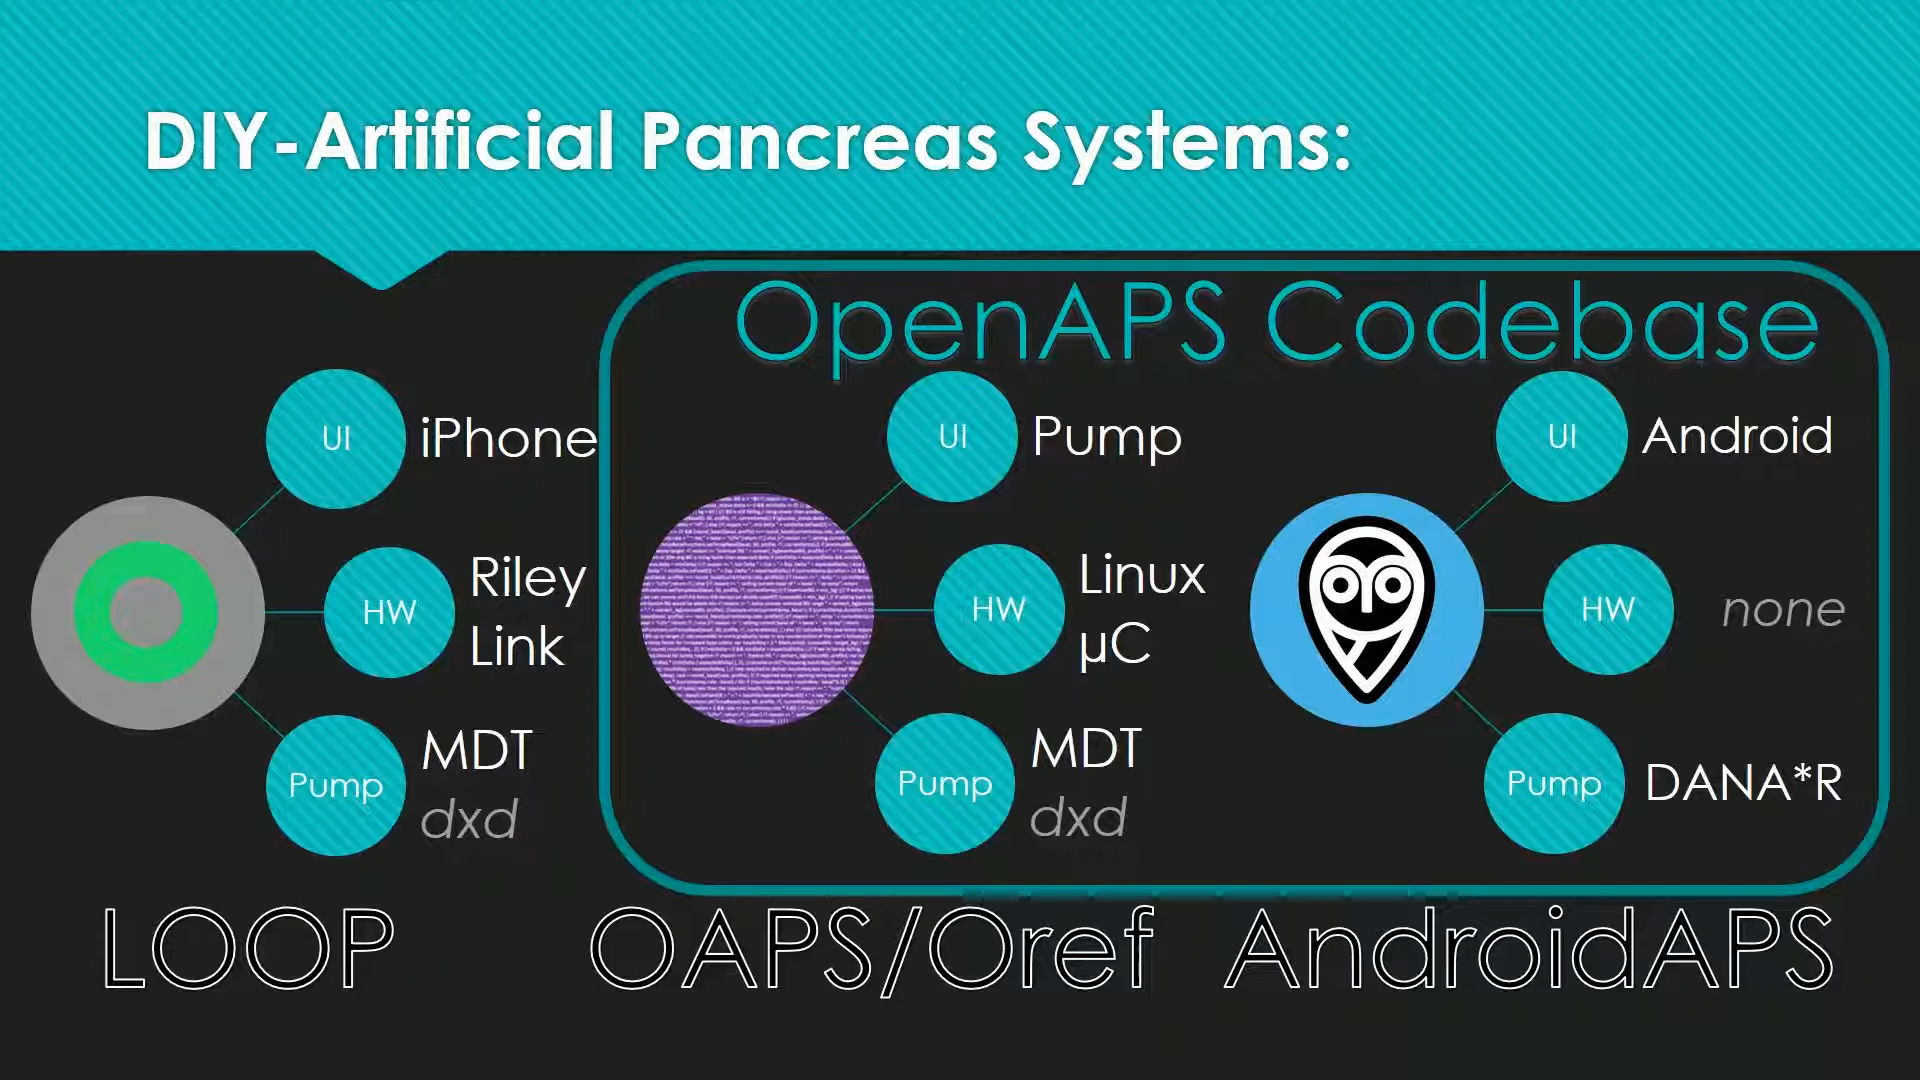 DIY-Artificial Pancreas Systems:
OpenAPS Codebase
UI
iPhone
HW
Riley
Link
Pump
MDT
dxd
LOOP
UI
Pump
HW
Linux
µC
Pump
MDT
dxd
OAPS/Oref
UI
Android
HW
none
Pump
DANA*R
AndroidAPS